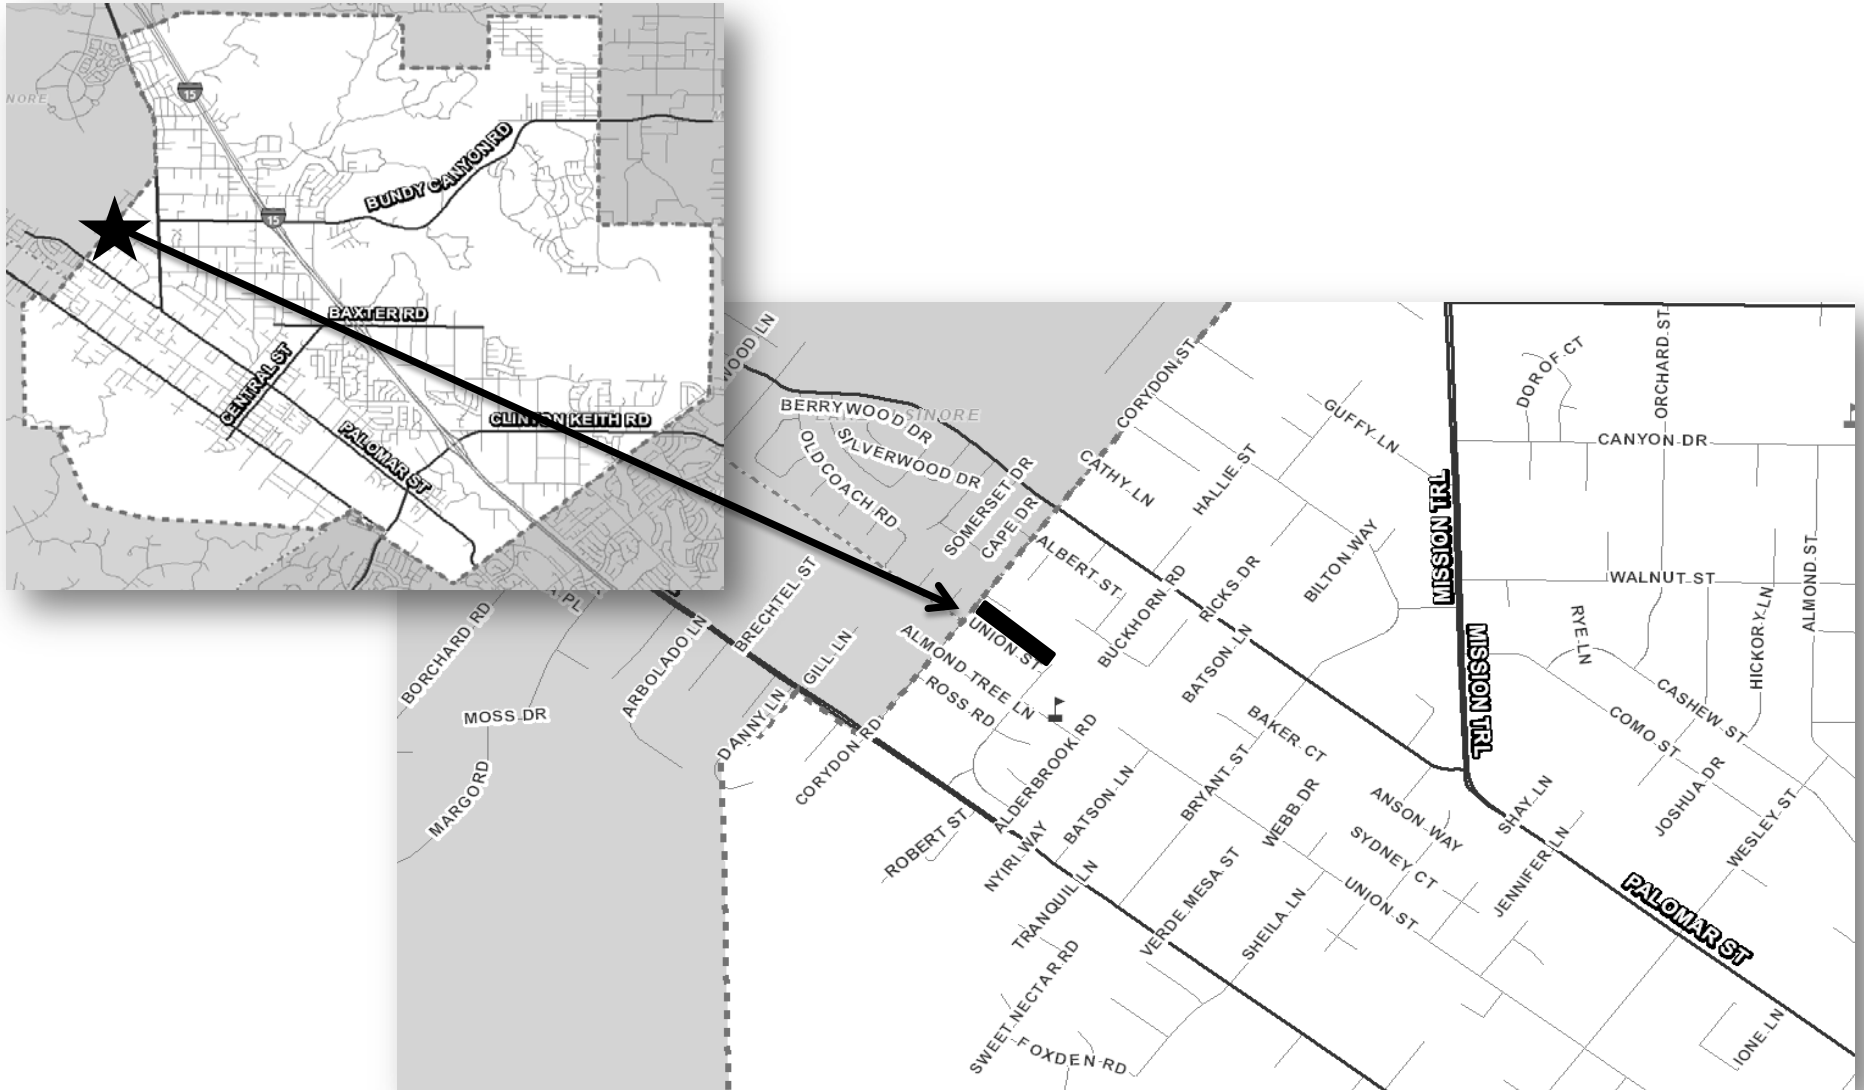 NORE
15
BUNDY CANYON RD
15
BAXTER RD
CENTRAL ST
CLINTON KEITH RD
PALOMAR ST
WOOD LN
BERRYWOOD DR
SINORE
SILVERWOOD DR
OLD COACH RD
SOMERSET DR
CAPE DR
CORYDON ST
CATHY LN
HALLIE ST
GUFFY LN
DOROF CT
ORCHARD ST
CANYON DR
MISSION TRL
ALBERT ST
BUCKHORN RD
RICKS DR
BILTON WAY
WALNUT ST
ALMOND ST
HICKORY LN
RYE LN
A PL
BORCHARD RD
BRECHTEL ST
ARBOLADO LN
GILL LN
DANNY LN
MOSS DR
MARGORD
CORYDON RD
UNION ST
ALMOND TREE LN
ROSS RD
BATSON LN
MISSION TRL
BAKER CT
CASHEW ST
COMO ST
JOSHUA DR
WESLEY ST
ALDERBROOK RD
BATSON LN
BRYANT ST
WEBB DR
ANSON WAY
SHAY LN
ROBERT ST
NYIRI WAY
SYDNEY CT
JENNIFER LN
TRANQUIL LN
VERDE MESA ST
SHEILA LN
UNION ST
PALOMAR ST
SWEET NECTAR RD
FOXDEN RD
IONE LN